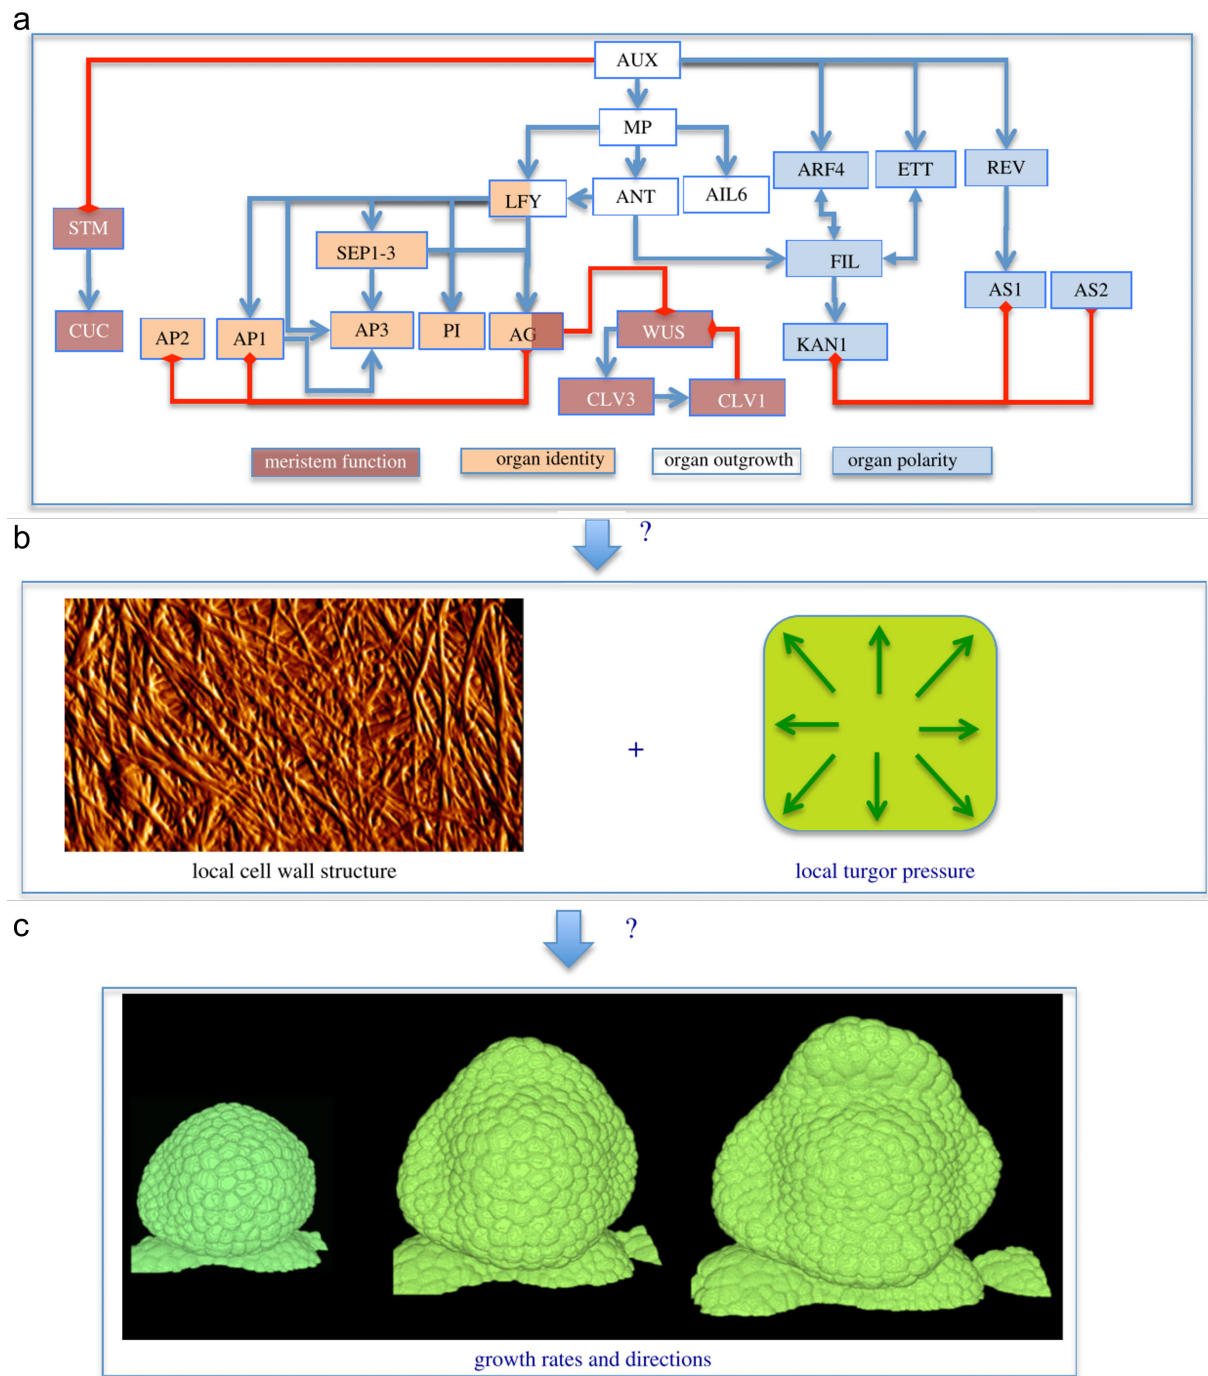 a
AUX
MP
ARF4
ETT
REV
LFY
ANT
AIL6
STM
SEP1-3
FIL
AS1
AS2
CUC
AP2
AP1
AP3
PI
AG
WUS
KAN1
CLV3
CLV1
meristem function
organ identity
organ outgrowth
organ polarity
b
?
+
local cell wall structure
local turgor pressure
c
?
growth rates and directions